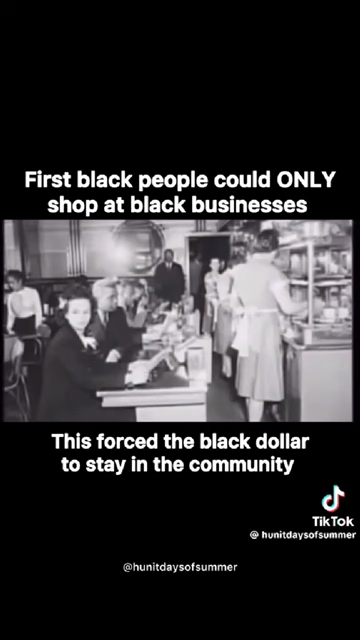 First black people could ONLY
shop at black businesses
This forced the black dollar
to stay in the community
TikTok
@ hunitdaysofsummer
@hunitdaysofsummer